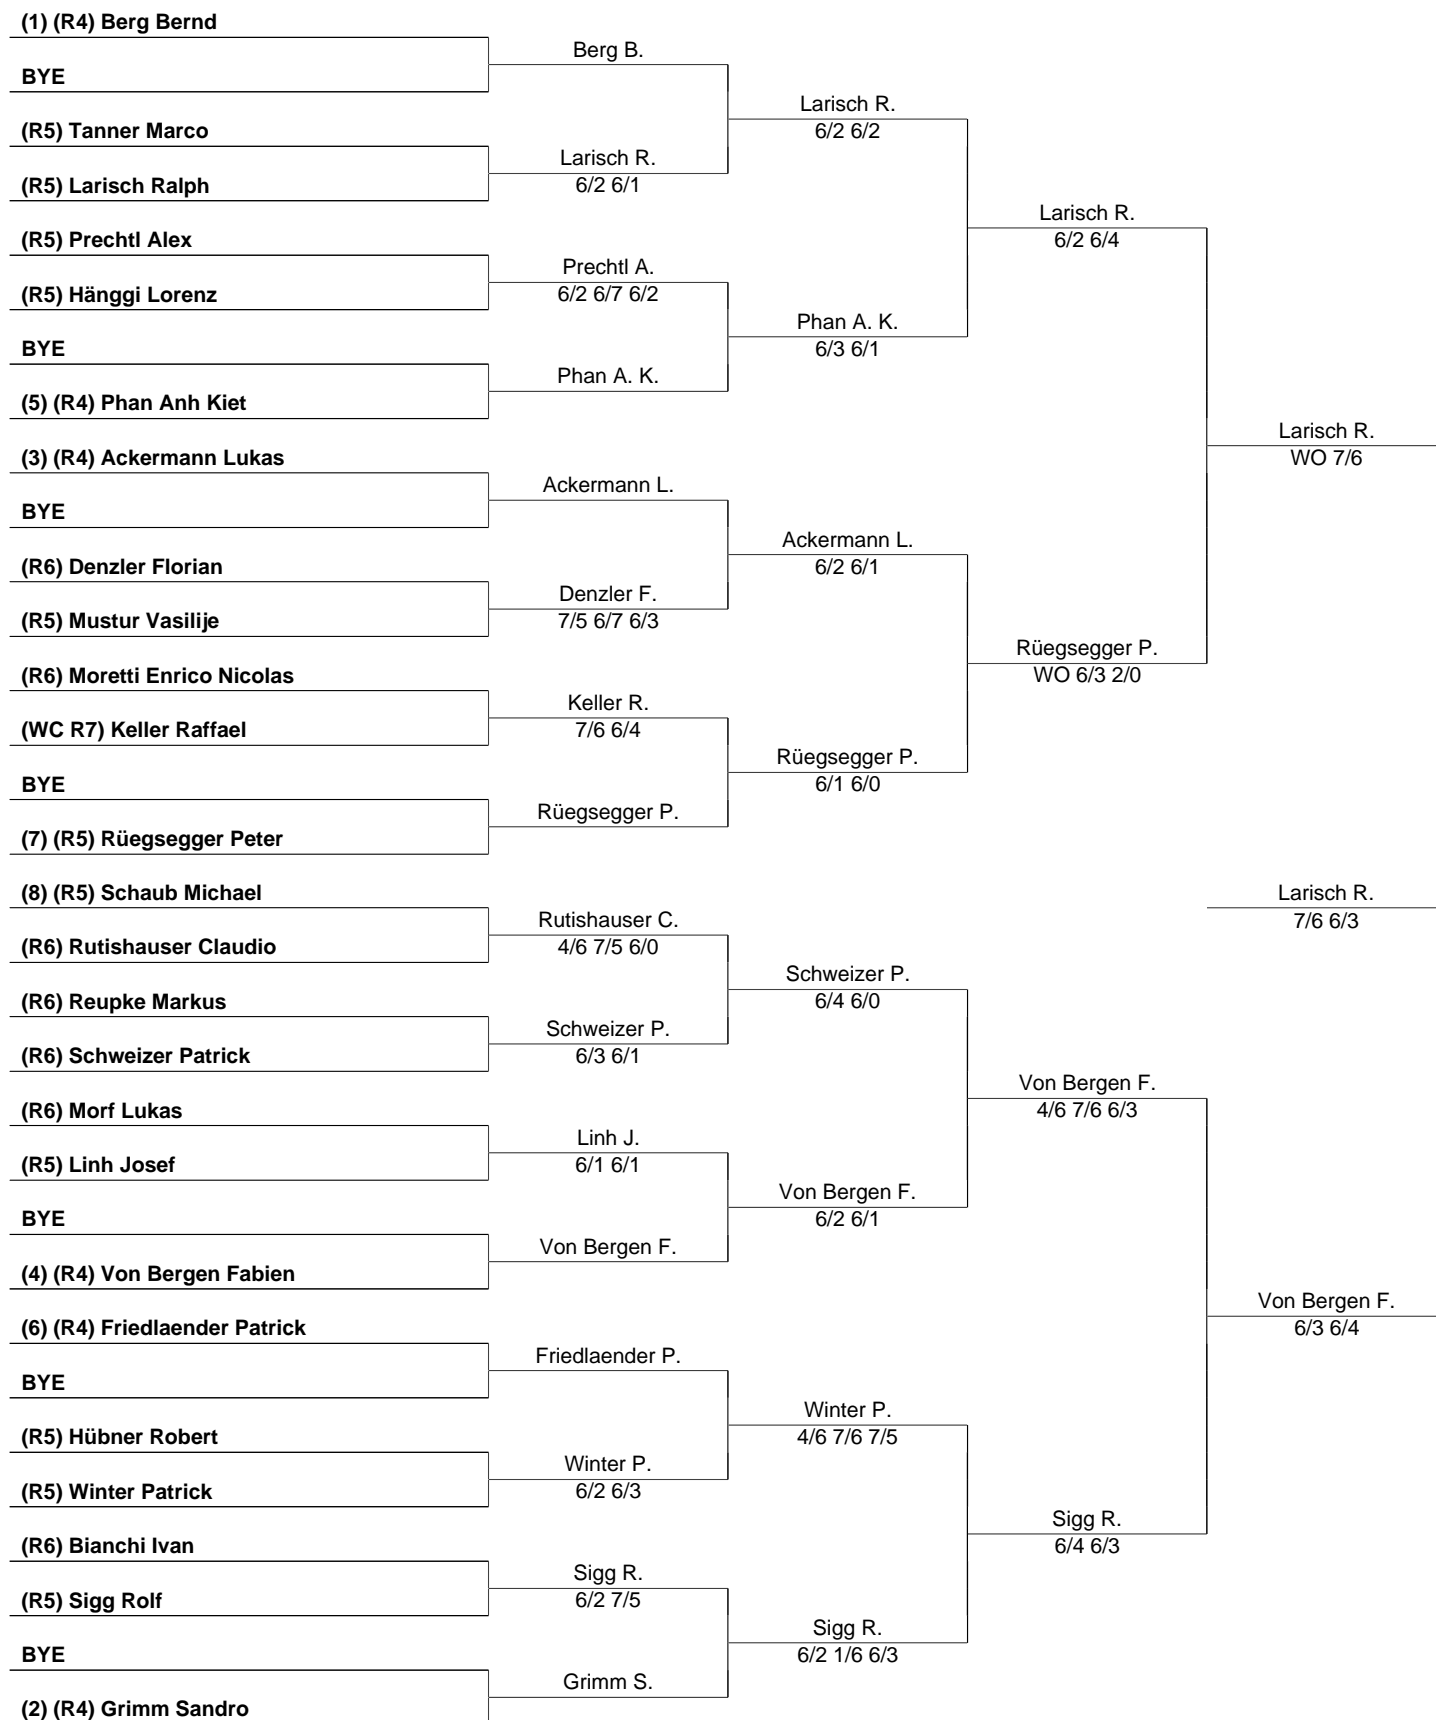 (1) (R4) Berg Bernd
BYE
(R5) Tanner Marco
(R5) Larisch Ralph
(R5) Prechtl Alex
(R5) Hänggi Lorenz
BYE
(5) (R4) Phan Anh Kiet
(3) (R4) Ackermann Lukas
BYE
(R6) Denzler Florian
(R5) Mustur Vasilije
(R6) Moretti Enrico Nicolas
(WC R7) Keller Raffael
BYE
(7) (R5) Rüegsegger Peter
(8) (R5) Schaub Michael
(R6) Rutishauser Claudio
(R6) Reupke Markus
(R6) Schweizer Patrick
(R6) Morf Lukas
(R5) Linh Josef
BYE
(4) (R4) Von Bergen Fabien
(6) (R4) Friedlaender Patrick
BYE
(R5) Hübner Robert
(R5) Winter Patrick
(R6) Bianchi Ivan
(R5) Sigg Rolf
BYE
(2) (R4) Grimm Sandro
Berg B.
Larisch R.
6/2 6/1
Prechtl A.
6/2 6/7 6/2
Phan A. K.
Ackermann L.
Denzler F.
7/5 6/7 6/3
Keller R.
7/6 6/4
Rüegsegger P.
Rutishauser C.
4/6 7/5 6/0
Schweizer P.
6/3 6/1
Linh J.
6/1 6/1
Von Bergen F.
Friedlaender P.
Winter P.
6/2 6/3
Sigg R.
6/2 7/5
Grimm S.
Larisch R.
6/2 6/2
Phan A. K.
6/3 6/1
Ackermann L.
6/2 6/1
Rüegsegger P.
6/1 6/0
Schweizer P.
6/4 6/0
Von Bergen F.
6/2 6/1
Winter P.
4/6 7/6 7/5
Sigg R.
6/2 1/6 6/3
Larisch R.
6/2 6/4
Rüegsegger P.
WO 6/3 2/0
Von Bergen F.
4/6 7/6 6/3
Sigg R.
6/4 6/3
Larisch R.
WO 7/6
Larisch R.
7/6 6/3
Von Bergen F.
6/3 6/4